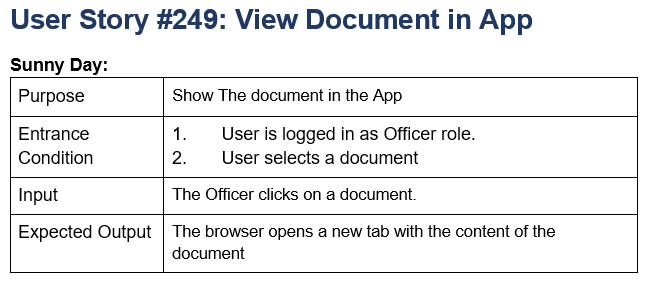 User Story #249: View Document in App
Sunny Day:
Purpose
Show The document in the App
Entrance
Condition
1. User is logged in as Officer role.
2. User selects a document
Input
The Officer clicks on a document.
Expected Output
The browser opens a new tab with the content of the
document